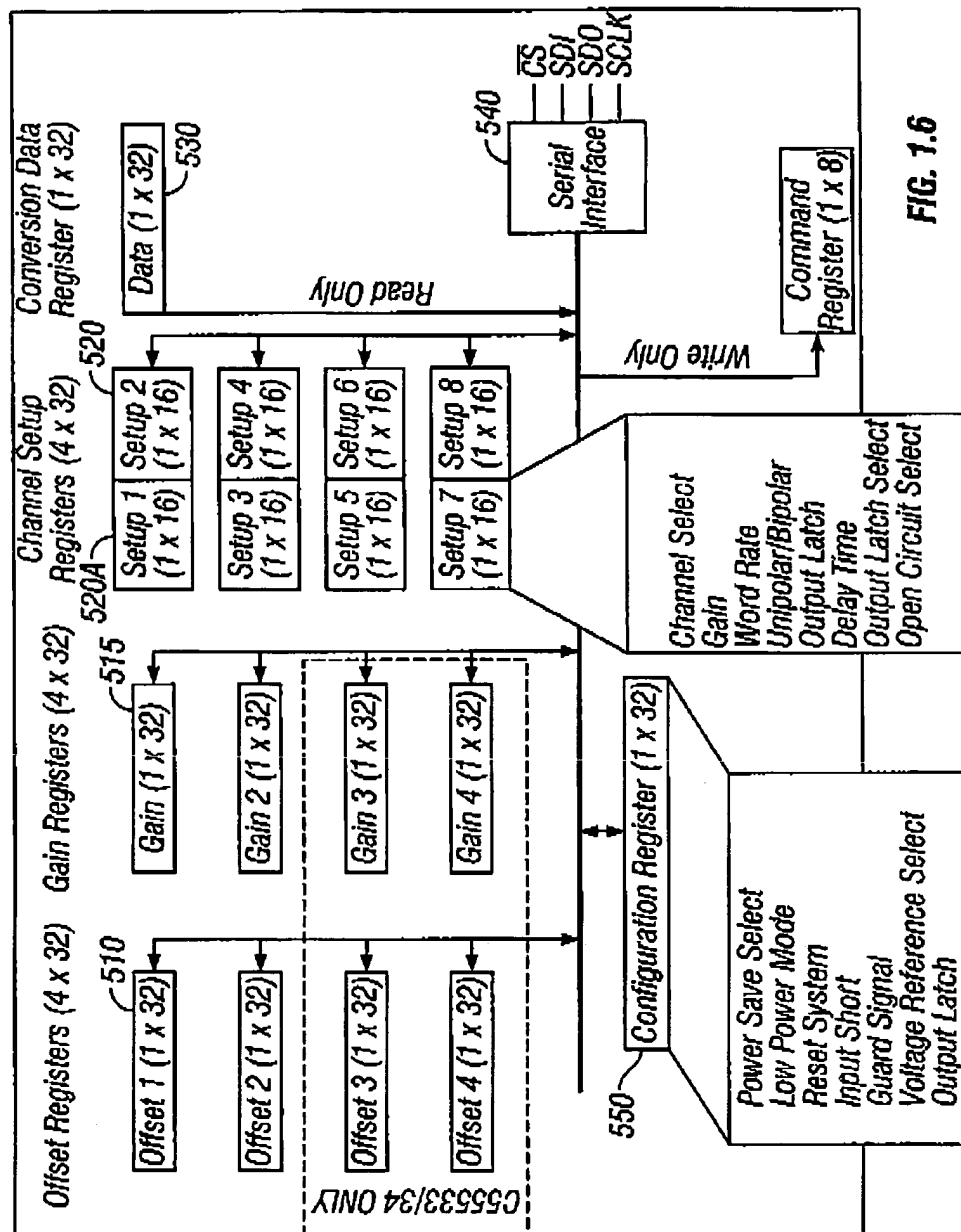 Offset Registers (4 x 32)
Gain Registers (4 x 32)
Channel Setup
Registers (4 x 32)
Conversion Data
Register (1 x 32)
510
515
520A
520
530
Offset 1 (1 x 32)
Gain (1 x 32)
Setup 1
(1 x 16)
Setup 2
(1 x 16)
Data (1 x 32)
Offset 2 (1 x 32)
Gain 2 (1 x 32)
Setup 3
(1 x 16)
Setup 4
(1 x 16)
Offset 3 (1 x 32)
Gain 3 (1 x 32)
Setup 5
(1 x 16)
Setup 6
(1 x 16)
Offset 4 (1 x 32)
Gain 4 (1 x 32)
Setup 7
(1 x 16)
Setup 8
(1 x 16)
C555533/34 ONLY
Read Only
540
Serial
Interface
CS
SDI
SDO
SCLK
Write Only
Command
Register (1 x 8)
550
Configuration Register (1 x 32)
Power Save Select
Low Power Mode
Reset System
Input Short
Guard Signal
Voltage Reference Select
Output Latch
Channel Select
Gain
Word Rate
Unipolar/Bipolar
Output Latch
Delay Time
Output Latch Select
Open Circuit Select
FIG. 1.6